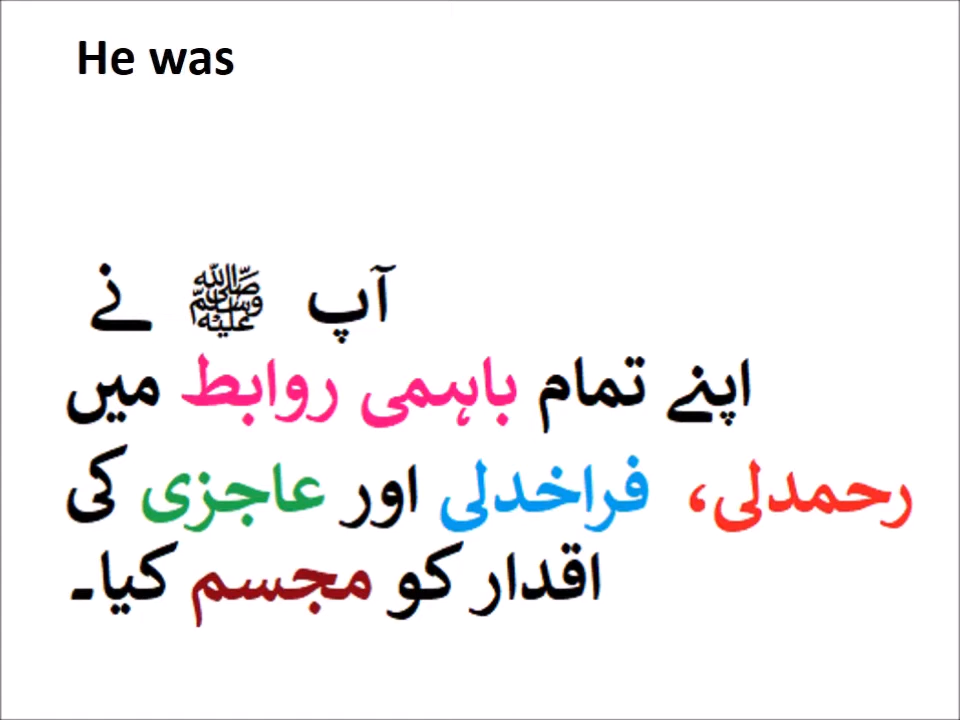 He was
آپ ﷺ نے
اپنے تمام باہمی روابط میں
رحمدلی، فراخدلی اور عاجزی کی
اقدار کو مجسم کیا۔